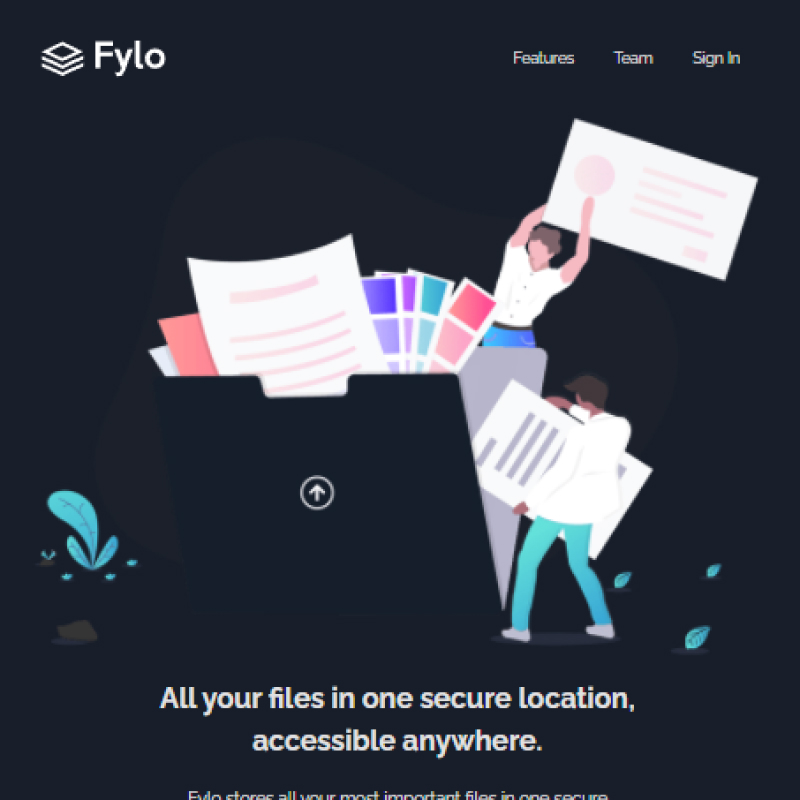 Fylo
Features Team Sign In
All your files in one secure location,
accessible anywhere.
Fylo stores all your most important files in one secure